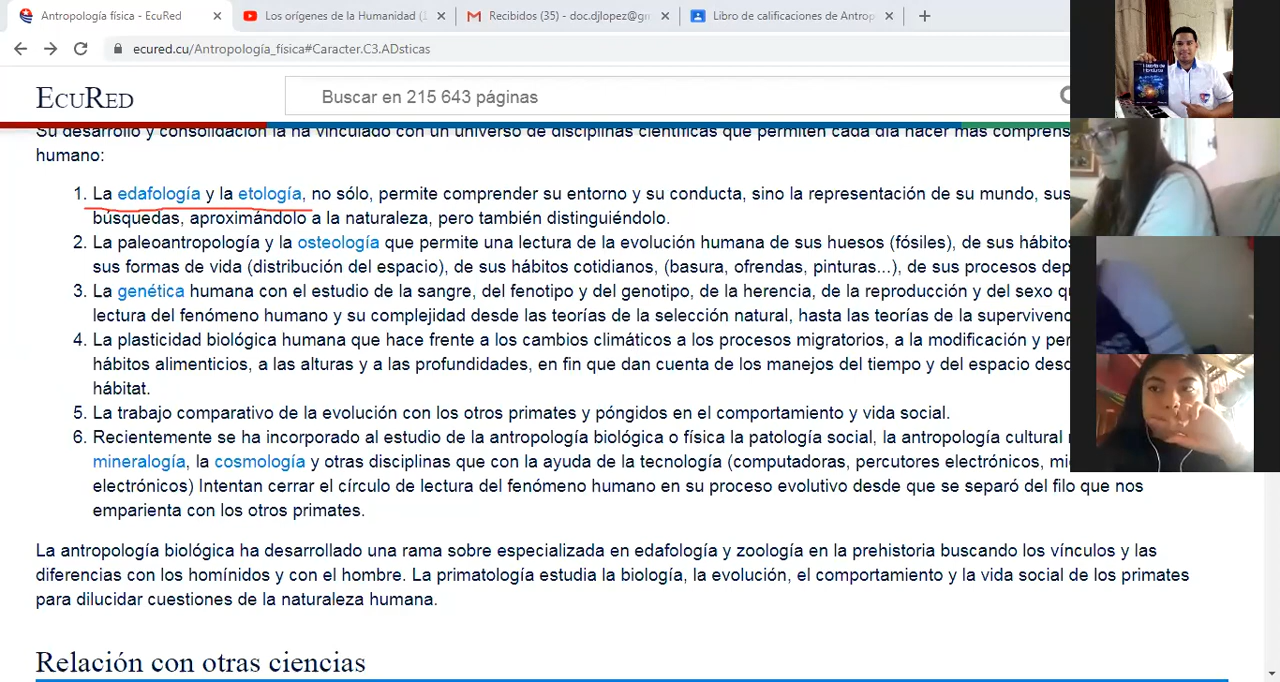 Antropología física - EcuRed
Los orígenes de la Humanidad (
Recibidos (35) - doc.djlopez@gm
Libro de calificaciones de Antrop
ecured.cu/Antropología_física#Caracter.C3.ADsticas
ECURED
Buscar en 215 643 páginas
Su desarrollo y consolidación la ha vinculado con un universo de disciplinas científicas que permiten cada día hacer más comprens
humano:
1. La edafología y la etología, no sólo, permite comprender su entorno y su conducta, sino la representación de su mundo, sus
búsquedas, aproximándolo a la naturaleza, pero también distinguiéndolo.
2. La paleoantropología y la osteología que permite una lectura de la evolución humana de sus huesos (fósiles), de sus hábitos
sus formas de vida (distribución del espacio), de sus hábitos cotidianos, (basura, ofrendas, pinturas...), de sus procesos dep
3. La genética humana con el estudio de la sangre, del fenotipo y del genotipo, de la herencia, de la reproducción y del sexo qu
lectura del fenómeno humano y su complejidad desde las teorías de la selección natural, hasta las teorías de la supervivenc
4. La plasticidad biológica humana que hace frente a los cambios climáticos a los procesos migratorios, a la modificación y per
hábitos alimenticios, a las alturas y a las profundidades, en fin que dan cuenta de los manejos del tiempo y del espacio desd
hábitat.
5. La trabajo comparativo de la evolución con los otros primates y póngidos en el comportamiento y vida social.
6. Recientemente se ha incorporado al estudio de la antropología biológica o física la patología social, la antropología cultural
mineralogía, la cosmología y otras disciplinas que con la ayuda de la tecnología (computadoras, percutores electrónicos, mi
electrónicos) Intentan cerrar el círculo de lectura del fenómeno humano en su proceso evolutivo desde que se separó del filo que nos
emparienta con los otros primates.
La antropología biológica ha desarrollado una rama sobre especializada en edafología y zoología en la prehistoria buscando los vínculos y las
diferencias con los homínidos y con el hombre. La primatología estudia la biología, la evolución, el comportamiento y la vida social de los primates
para dilucidar cuestiones de la naturaleza humana.
Relación con otras ciencias